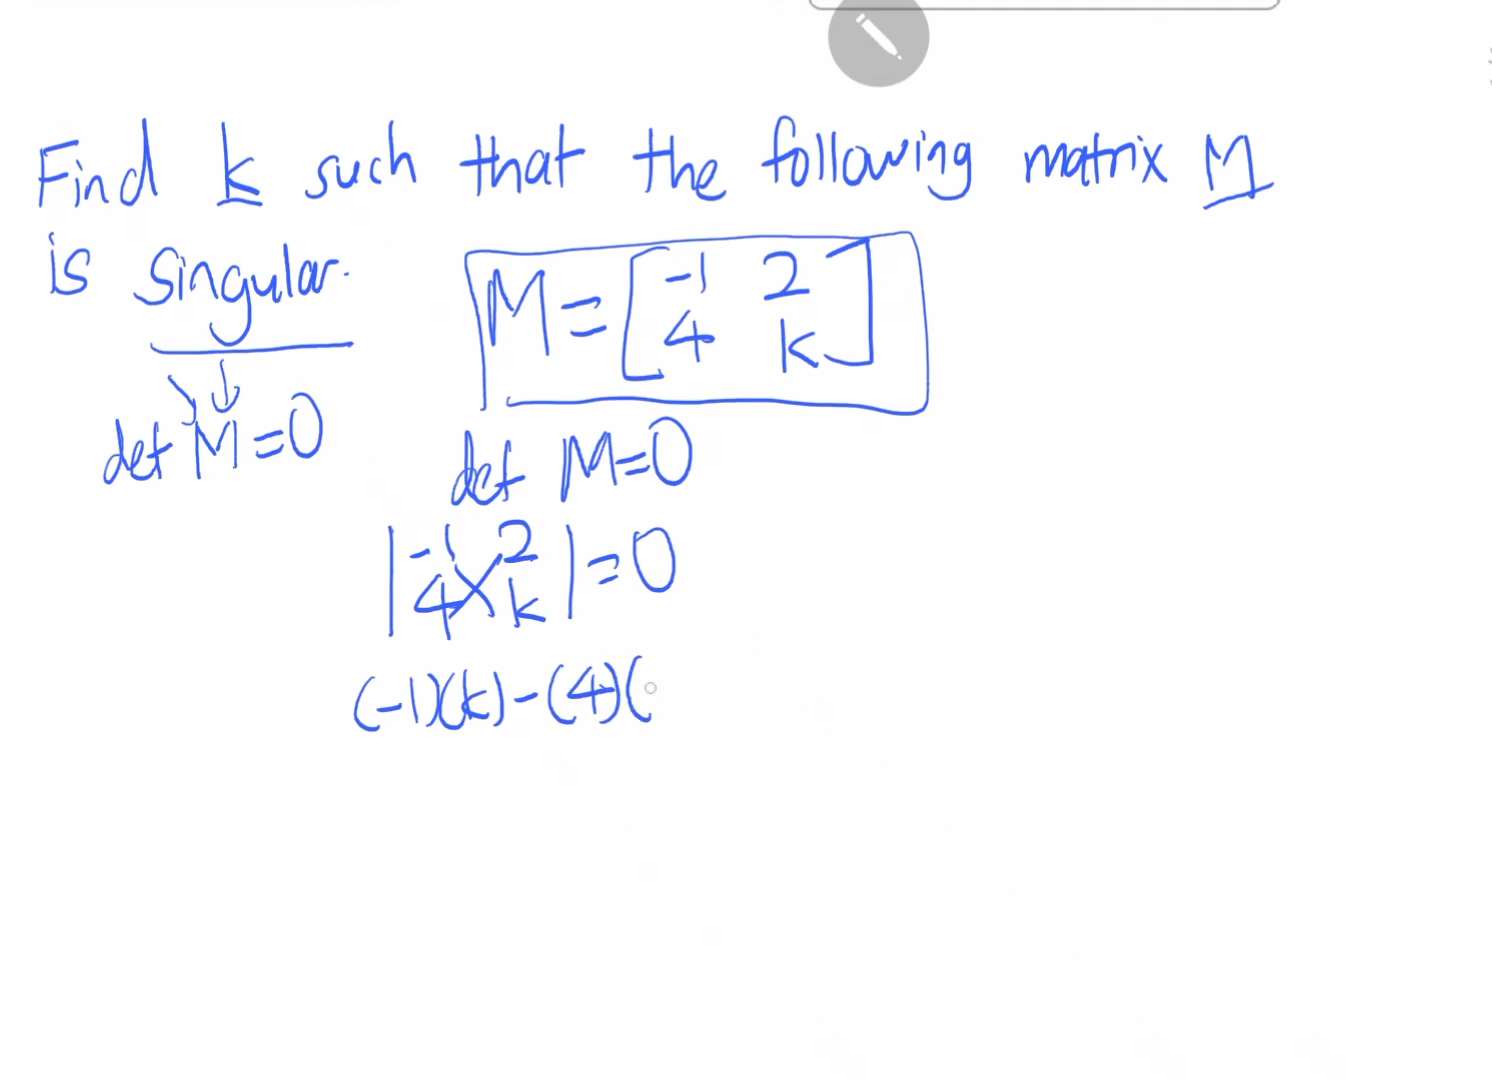 Find k such that the following matrix M
is singular.
M = [-1 2
4 k]
det M = 0
det M = 0
|-1 2
4 k| = 0
(-1)(k) - (4)(